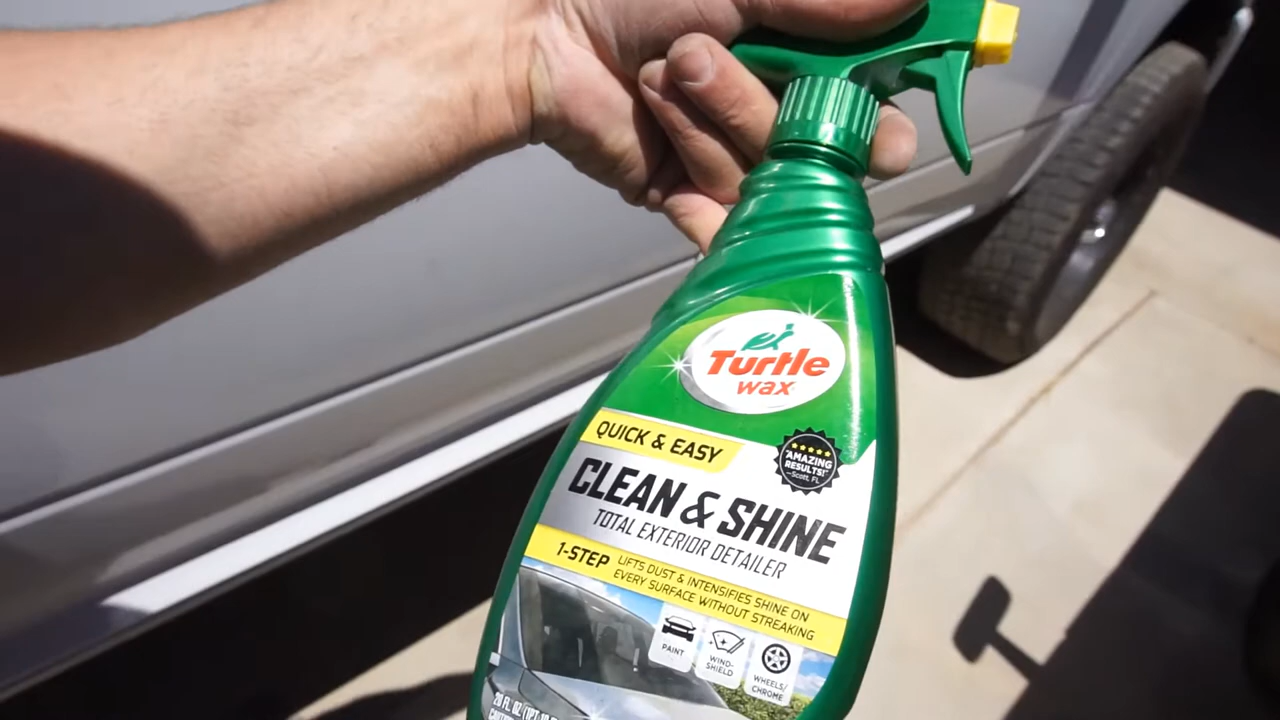 Turtle
wax
QUICK & EASY
"AMAZING
RESULTS!"
—Scott, FL
CLEAN & SHINE
TOTAL EXTERIOR DETAILER
1-STEP
LIFTS DUST & INTENSIFIES SHINE ON
EVERY SURFACE WITHOUT STREAKING
PAINT
WIND-
SHIELD
WHEELS/
CHROME